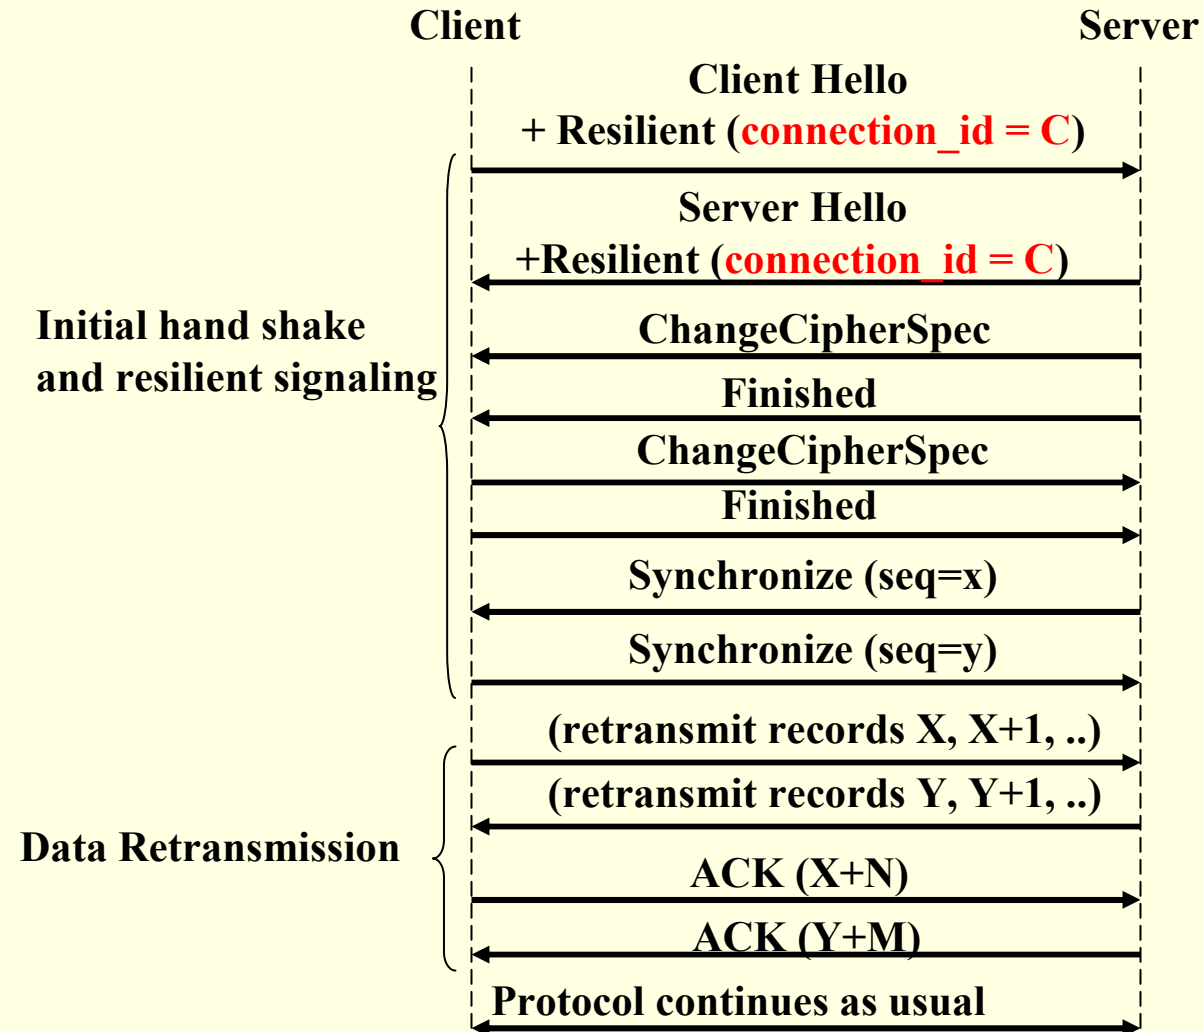 Client Server
Client Hello
+ Resilient (connection_id = C)
Server Hello
+Resilient (connection_id = C)
Initial hand shake
and resilient signaling
ChangeCipherSpec
Finished
ChangeCipherSpec
Finished
Synchronize (seq=x)
Synchronize (seq=y)
(retransmit records X, X+1, ..)
(retransmit records Y, Y+1, ..)
Data Retransmission
ACK (X+N)
ACK (Y+M)
Protocol continues as usual